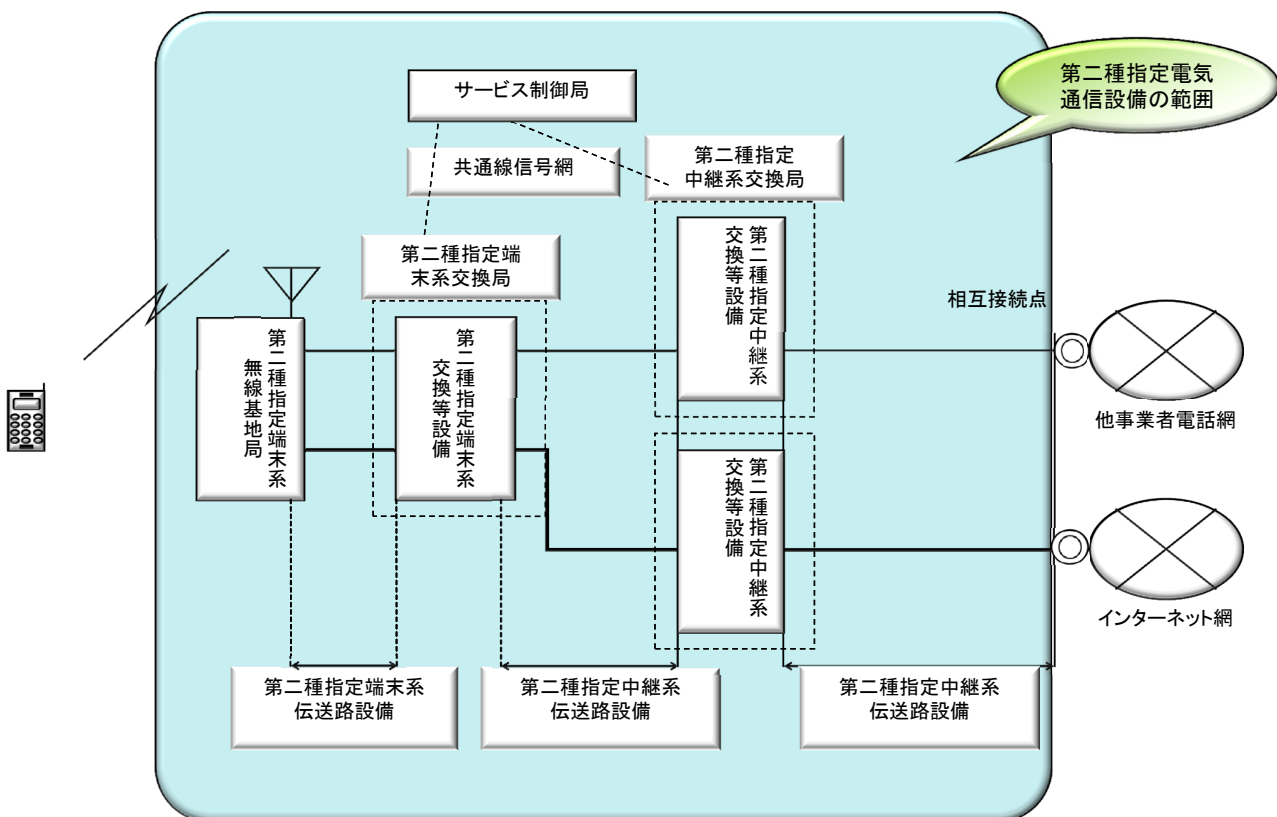 第二種指定電気
通信設備の範囲
サービス制御局
共通線信号網
第二種指定
中継系交換局
第二種指定端
末系交換局
第二種指定端末系
無線基地局
第二種指定端末系
交換等設備
第二種指定中継系
交換等設備
第二種指定中継系
交換等設備
相互接続点
他事業者電話網
インターネット網
第二種指定端末系
伝送路設備
第二種指定中継系
伝送路設備
第二種指定中継系
伝送路設備